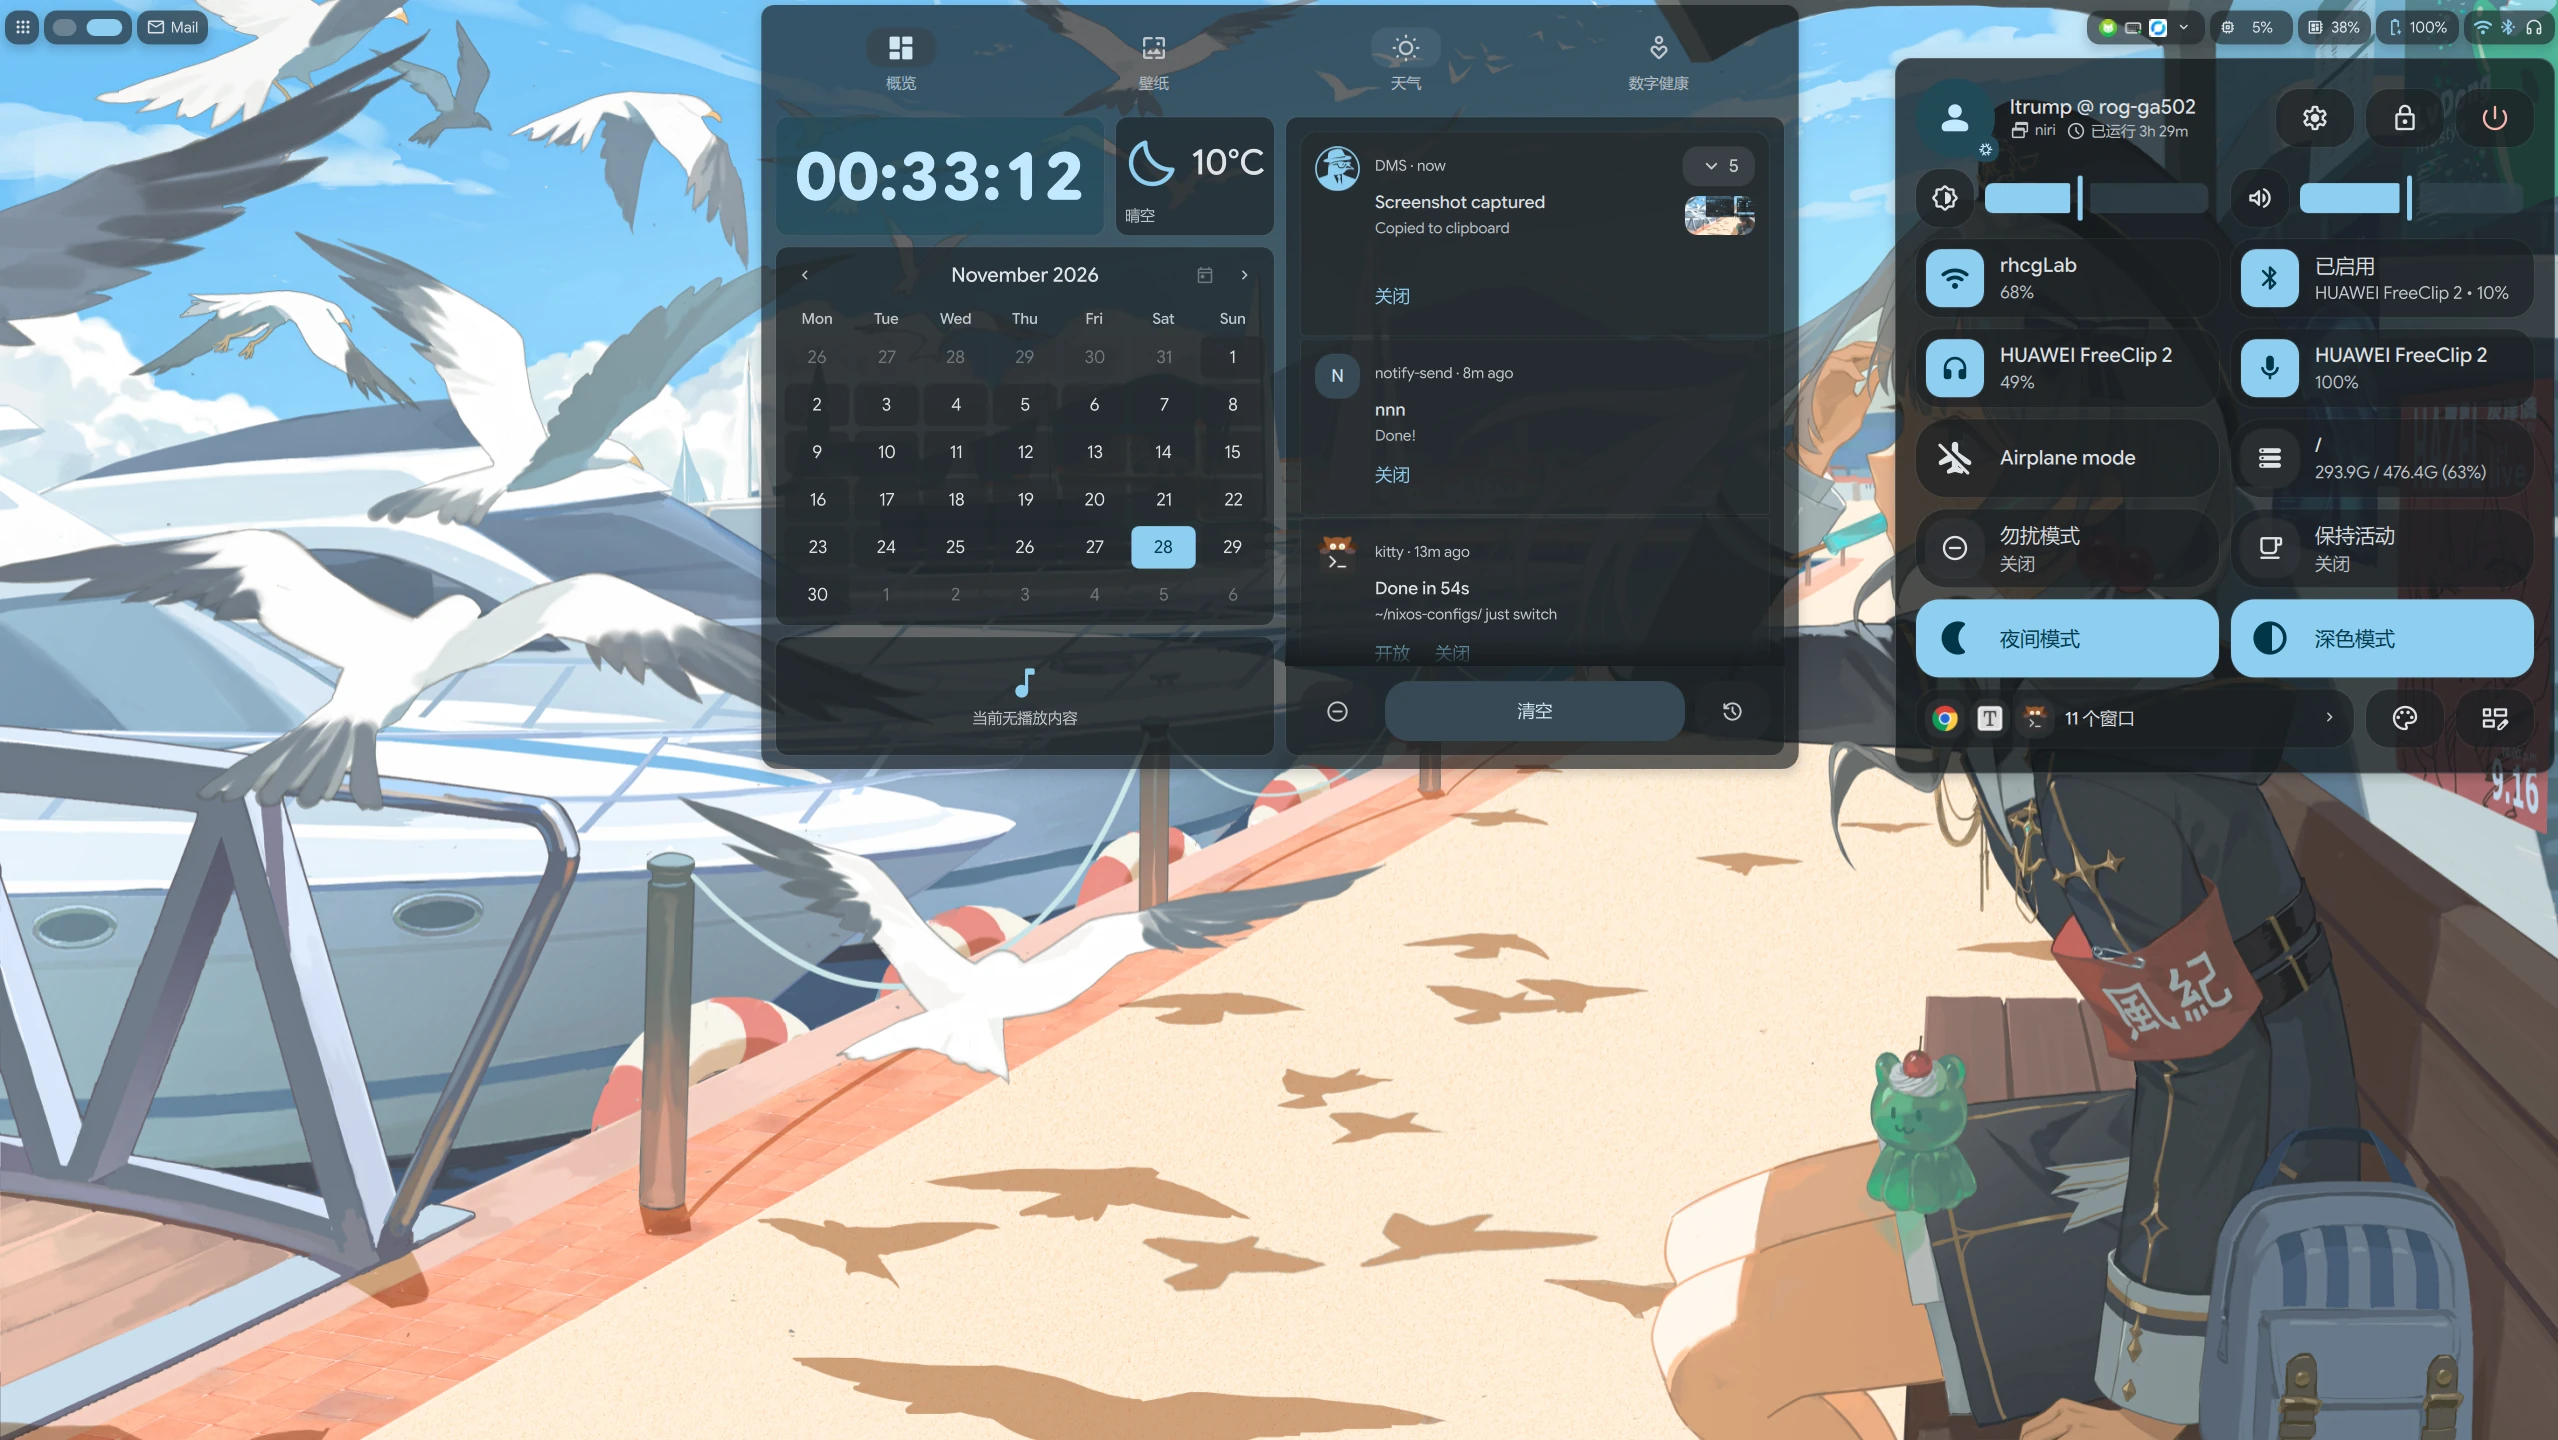 Mail
5%
38%
100%
概览
壁纸
天气
数字健康
00:33:12
10°C
晴空
November 2026
Mon Tue Wed Thu Fri Sat Sun
26 27 28 29 30 31 1
2 3 4 5 6 7 8
9 10 11 12 13 14 15
16 17 18 19 20 21 22
23 24 25 26 27 28 29
30 1 2 3 4 5 6
当前无播放内容
DMS · now
5
Screenshot captured
Copied to clipboard
关闭
N
notify-send · 8m ago
nnn
Done!
关闭
kitty · 13m ago
Done in 54s
~/nixos-configs/ just switch
开放 关闭
清空
ltrump @ rog-ga502
niri 已运行 3h 29m
rhcgLab
68%
已启用
HUAWEI FreeClip 2 • 10%
HUAWEI FreeClip 2
49%
HUAWEI FreeClip 2
100%
Airplane mode
/
293.9G / 476.4G (63%)
勿扰模式
关闭
保持活动
关闭
夜间模式
深色模式
T
11 个窗口
9.16
風紀